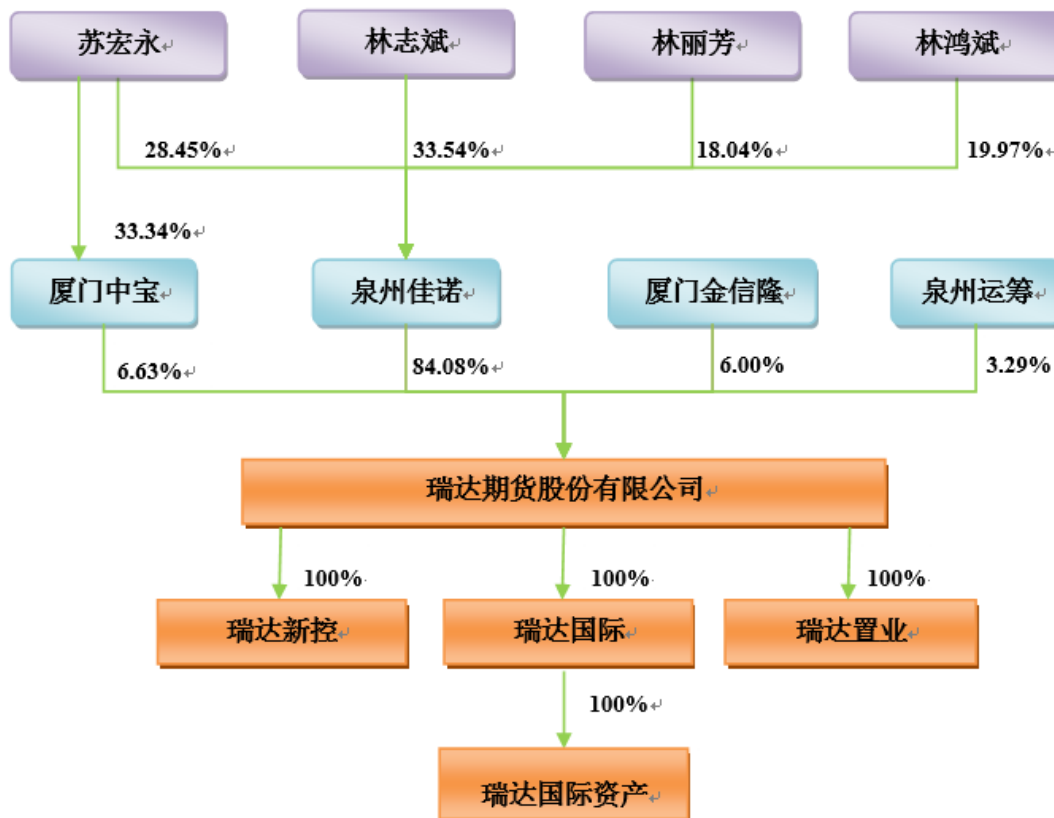 苏宏永
林志斌
林丽芳
林鸿斌
28.45%
33.54%
18.04%
19.97%
33.34%
厦门中宝
泉州佳诺
厦门金信隆
泉州运筹
6.63%
84.08%
6.00%
3.29%
瑞达期货股份有限公司
100%
100%
100%
瑞达新控
瑞达国际
瑞达置业
100%
瑞达国际资产